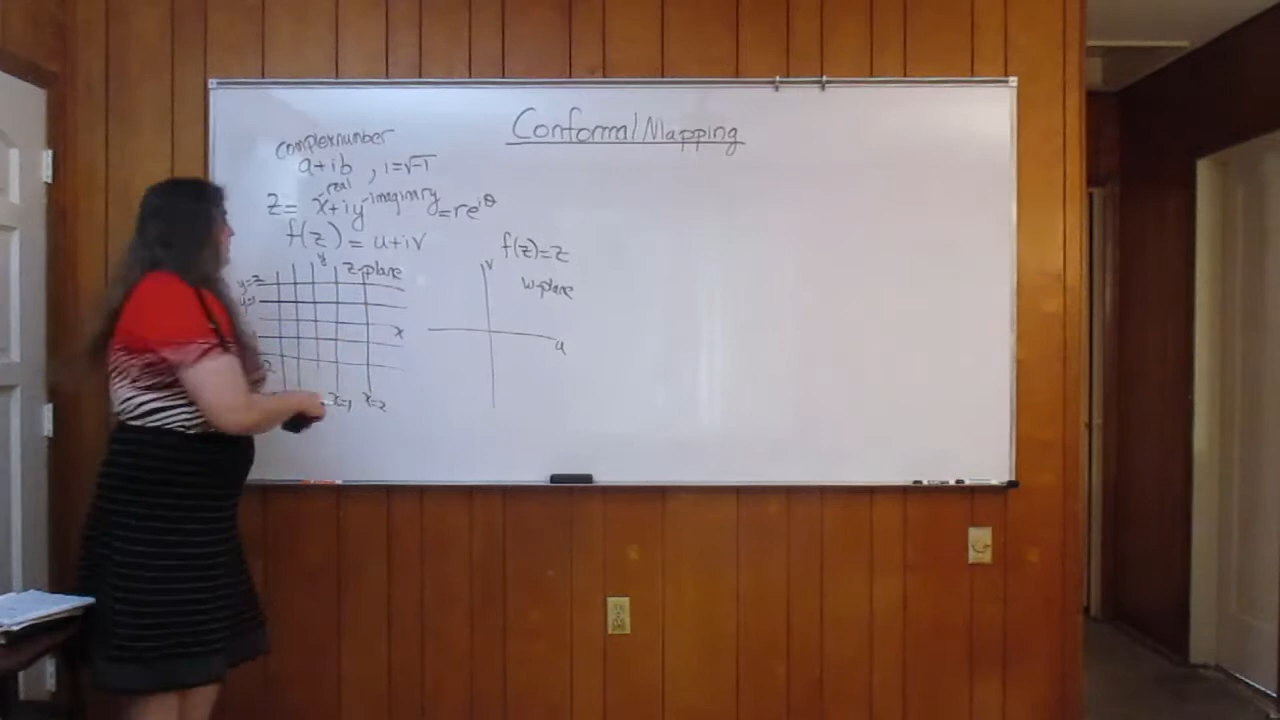 Conformal Mapping
complex number
a+ib , i=√-1
real
imaginary
z= x+iy =re^iθ
f(z) = u+iv
f(z)=z
y
z-plane
v
w-plane
y=2
y=1
x
u
x=1 x=2